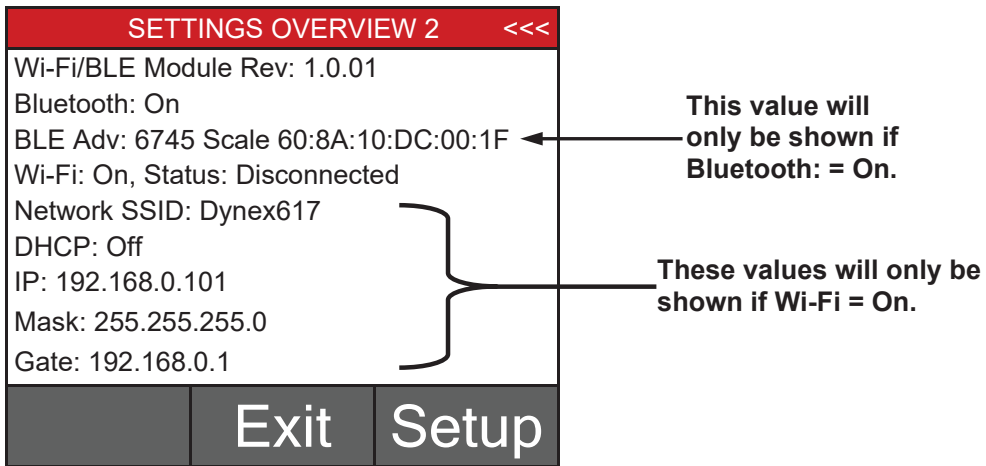 SETTINGS OVERVIEW 2 <<<
Wi-Fi/BLE Module Rev: 1.0.01
Bluetooth: On
BLE Adv: 6745 Scale 60:8A:10:DC:00:1F
Wi-Fi: On, Status: Disconnected
Network SSID: Dynex617
DHCP: Off
IP: 192.168.0.101
Mask: 255.255.255.0
Gate: 192.168.0.1
Exit Setup
This value will
only be shown if
Bluetooth: = On.
These values will only be
shown if Wi-Fi = On.